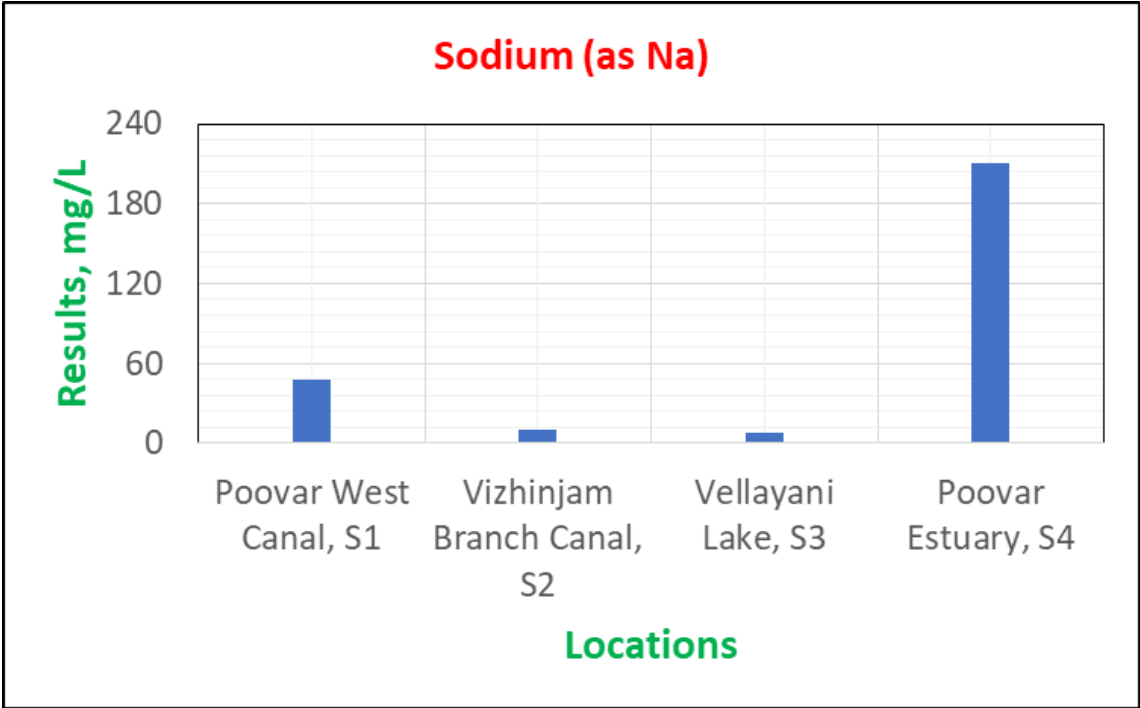 Sodium (as Na)
Results, mg/L
240
180
120
60
0
Poovar West
Canal, S1
Vizhinjam
Branch Canal,
S2
Vellayani
Lake, S3
Poovar
Estuary, S4
Locations